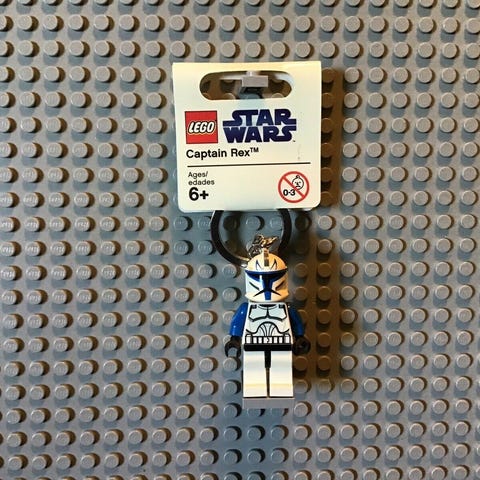 LEGO
STAR
WARS
Captain Rex™
Ages/
edades
6+
0-3